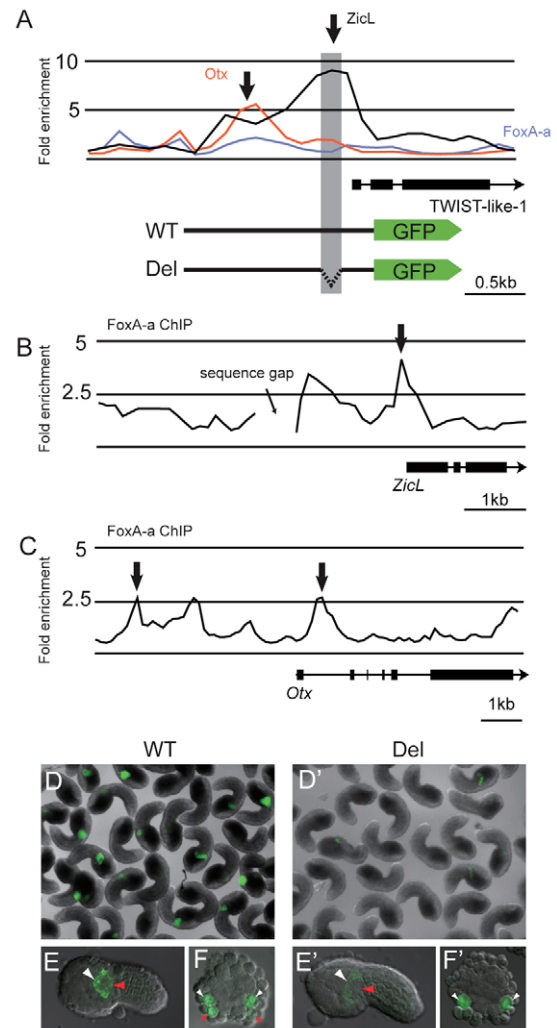 A
ZicL
Otx
10
5
Fold enrichment
FoxA-a
TWIST-like-1
WT
GFP
Del
GFP
0.5kb
B
FoxA-a ChIP
5
2.5
Fold enrichment
sequence gap
ZicL
1kb
C
FoxA-a ChIP
5
2.5
Fold enrichment
Otx
1kb
WT
Del
D
D'
E
F
E'
F'